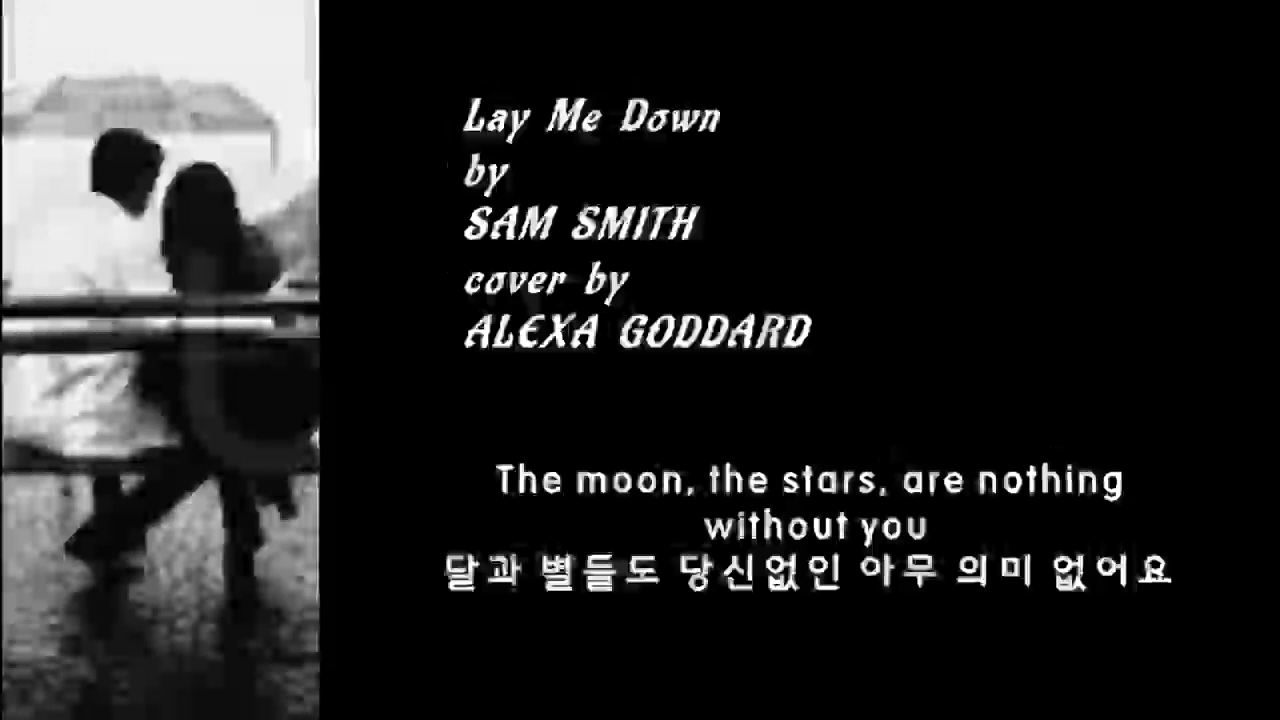 Lay Me Down
by
SAM SMITH
cover by
ALEXA GODDARD
The moon, the stars, are nothing
without you
달과 별들도 당신없인 아무 의미 없어요